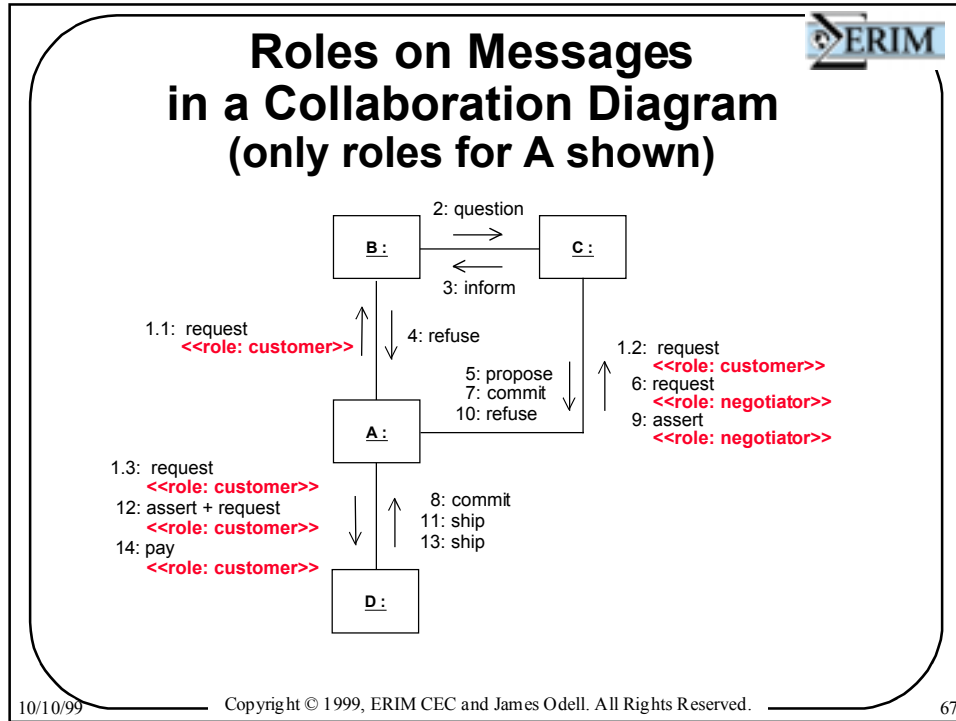 ERIM
Roles on Messages
in a Collaboration Diagram
(only roles for A shown)
2: question
B :
C :
3: inform
1.1: request
<<role: customer>>
4: refuse
5: propose
7: commit
10: refuse
1.2: request
<<role: customer>>
6: request
<<role: negotiator>>
9: assert
<<role: negotiator>>
A :
1.3: request
<<role: customer>>
12: assert + request
<<role: customer>>
14: pay
<<role: customer>>
8: commit
11: ship
13: ship
D :
10/10/99
Copyright © 1999, ERIM CEC and James Odell. All Rights Reserved.
67